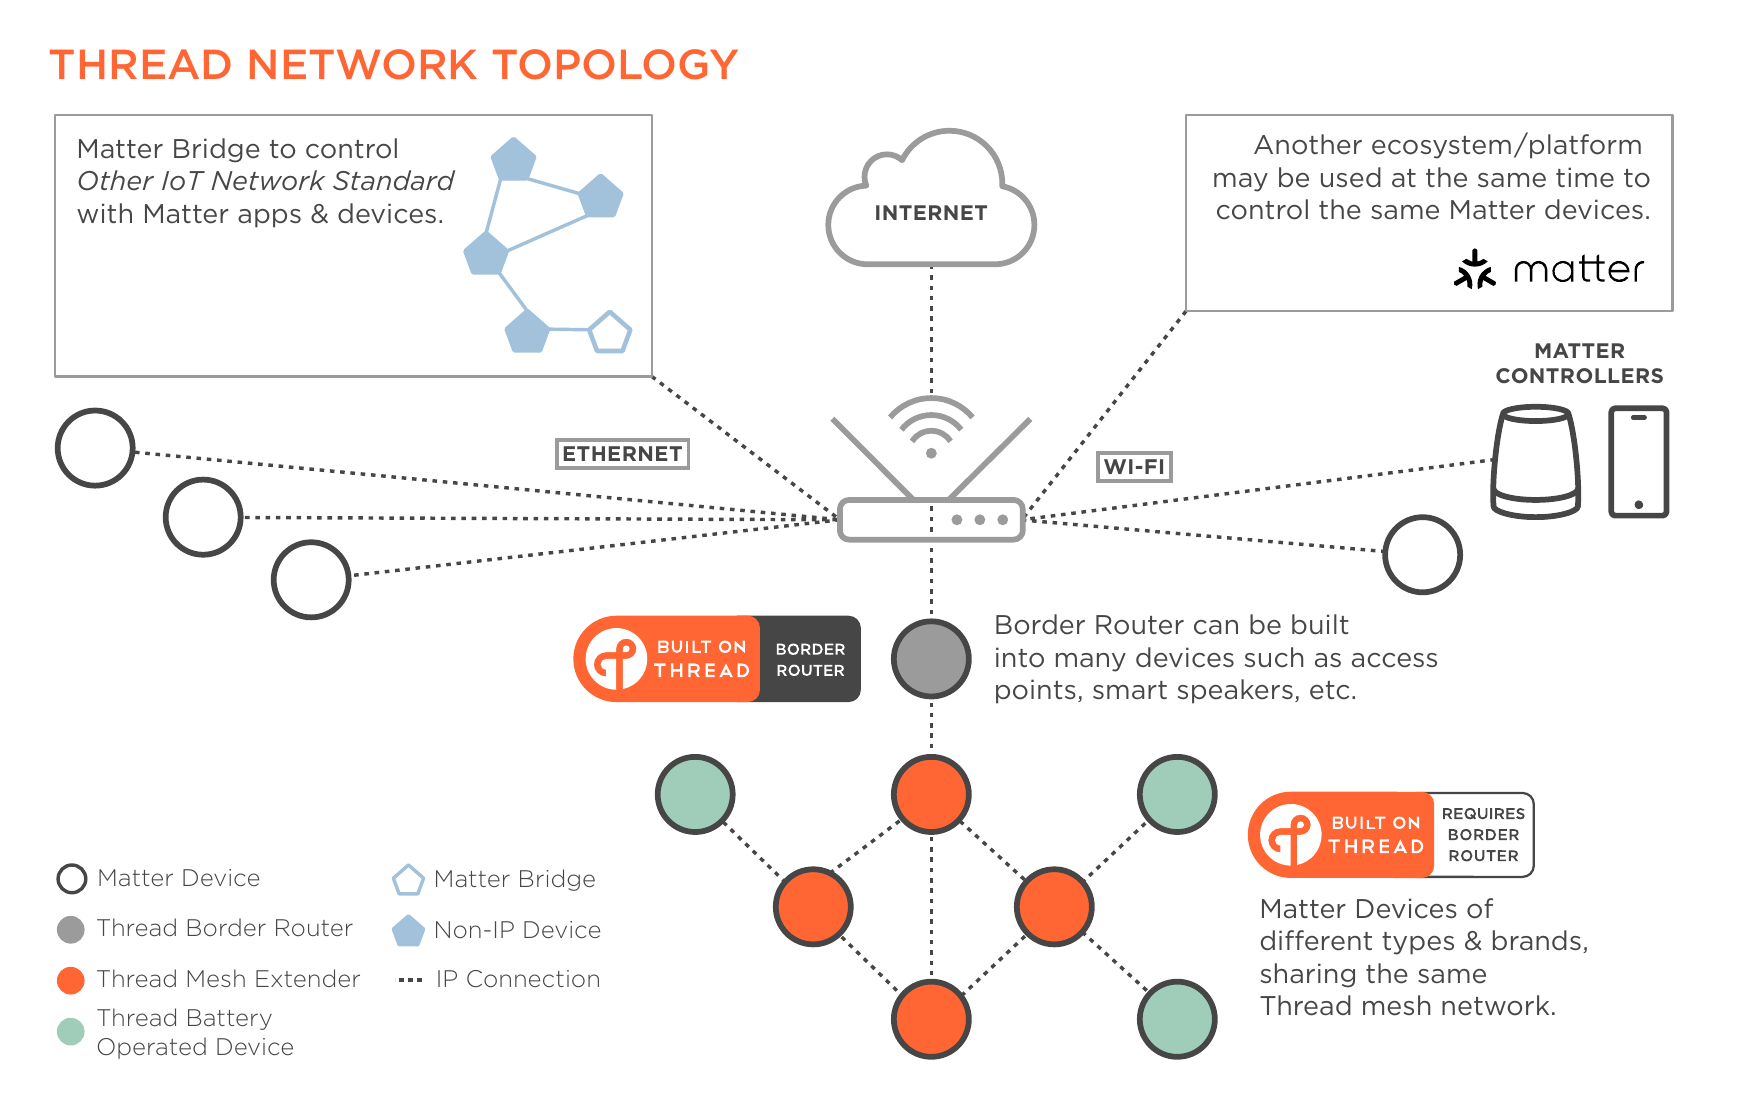 THREAD NETWORK TOPOLOGY
Matter Bridge to control
Other IoT Network Standard
with Matter apps & devices.
INTERNET
Another ecosystem/platform
may be used at the same time to
control the same Matter devices.
matter
MATTER
CONTROLLERS
ETHERNET
WI-FI
BUILT ON
THREAD
BORDER
ROUTER
Border Router can be built
into many devices such as access
points, smart speakers, etc.
BUILT ON
THREAD
REQUIRES
BORDER
ROUTER
Matter Devices of
different types & brands,
sharing the same
Thread mesh network.
Matter Device
Thread Border Router
Thread Mesh Extender
Thread Battery
Operated Device
Matter Bridge
Non-IP Device
IP Connection